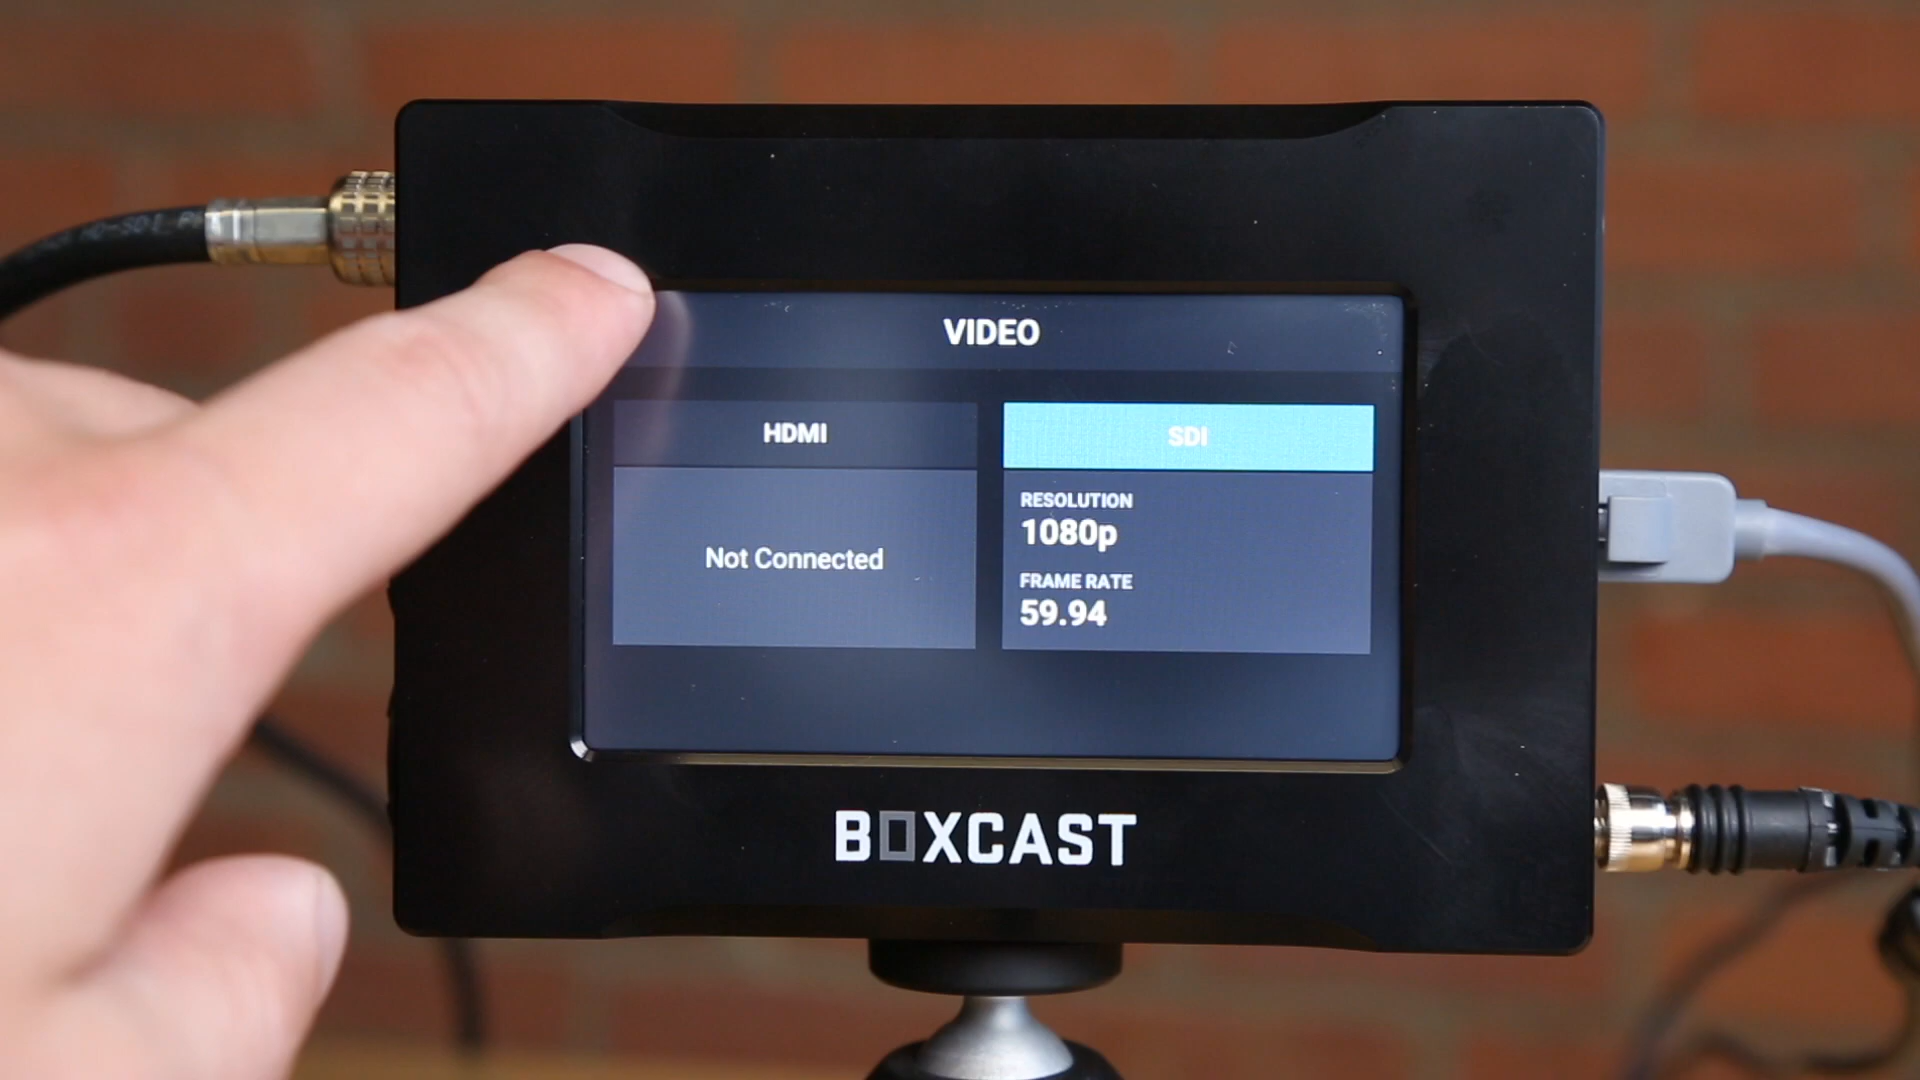 VIDEO
HDMI
Not Connected
SDI
RESOLUTION
1080p
FRAME RATE
59.94
BOXCAST